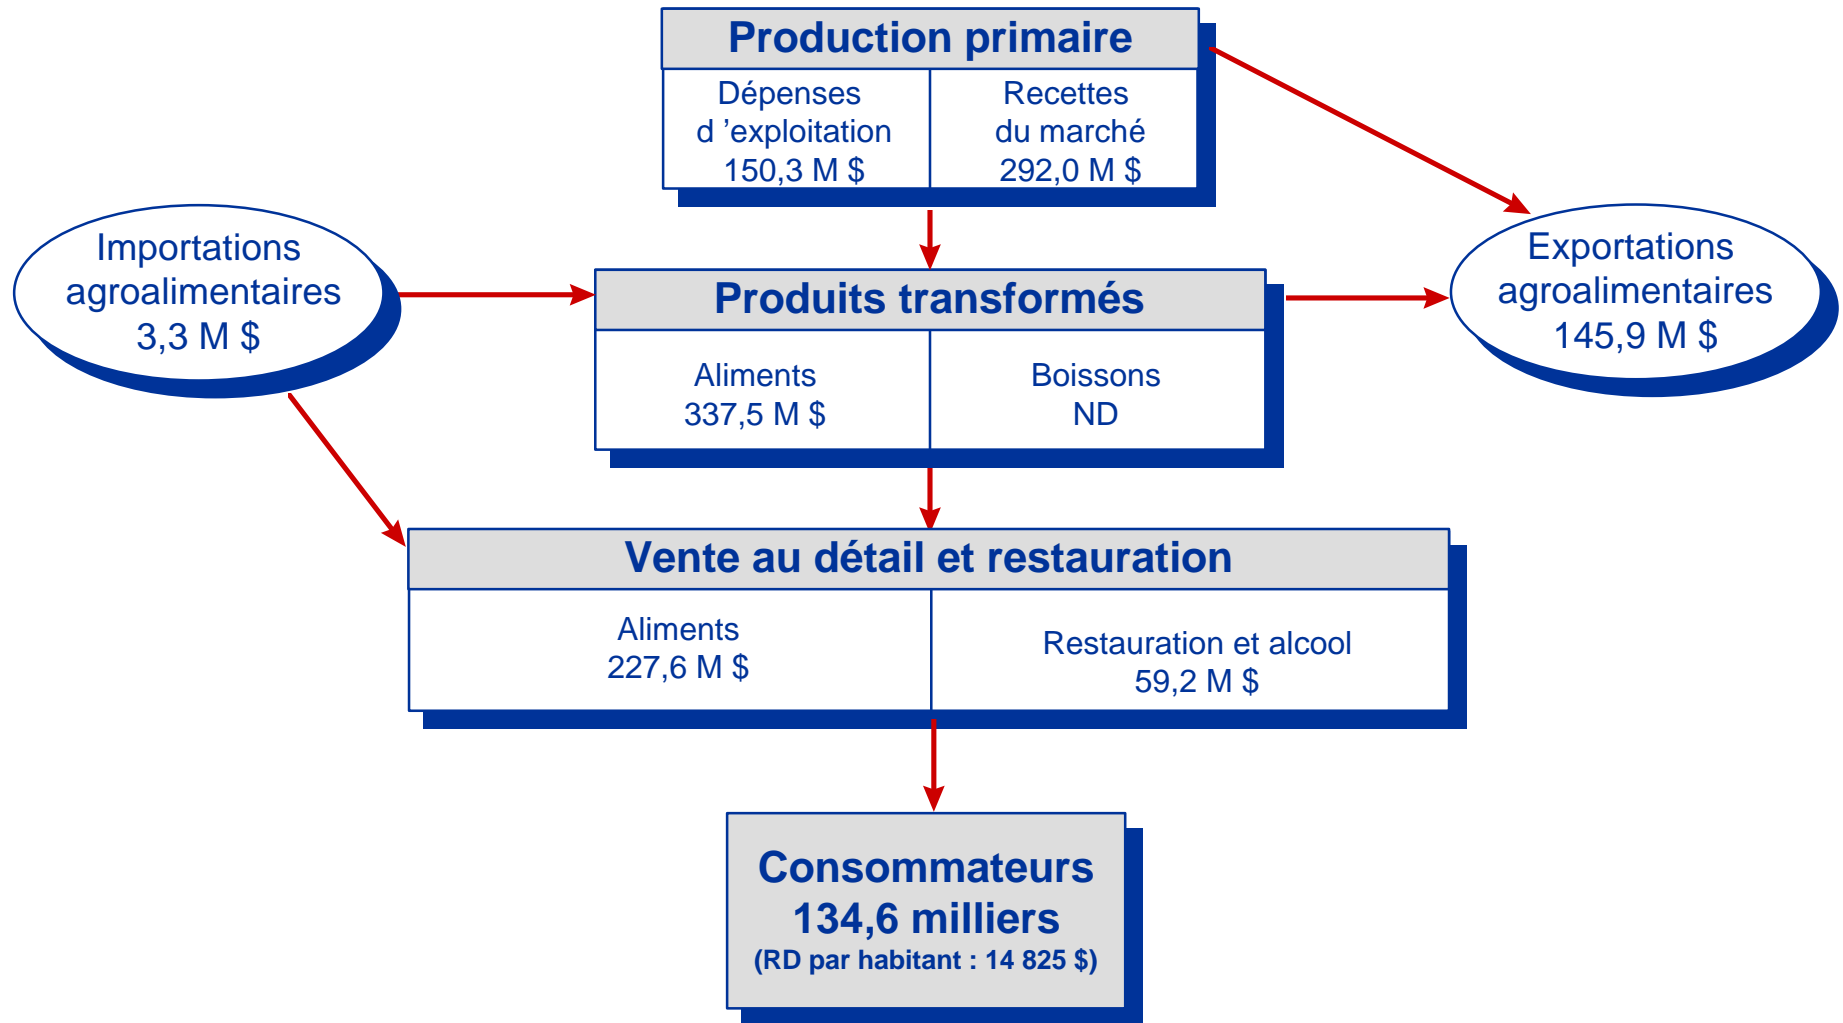 Production primaire
Dépenses
d ’exploitation
150,3 M $
Recettes
du marché
292,0 M $
Importations
agroalimentaires
3,3 M $
Exportations
agroalimentaires
145,9 M $
Produits transformés
Aliments
337,5 M $
Boissons
ND
Vente au détail et restauration
Aliments
227,6 M $
Restauration et alcool
59,2 M $
Consommateurs
134,6 milliers
(RD par habitant : 14 825 $)